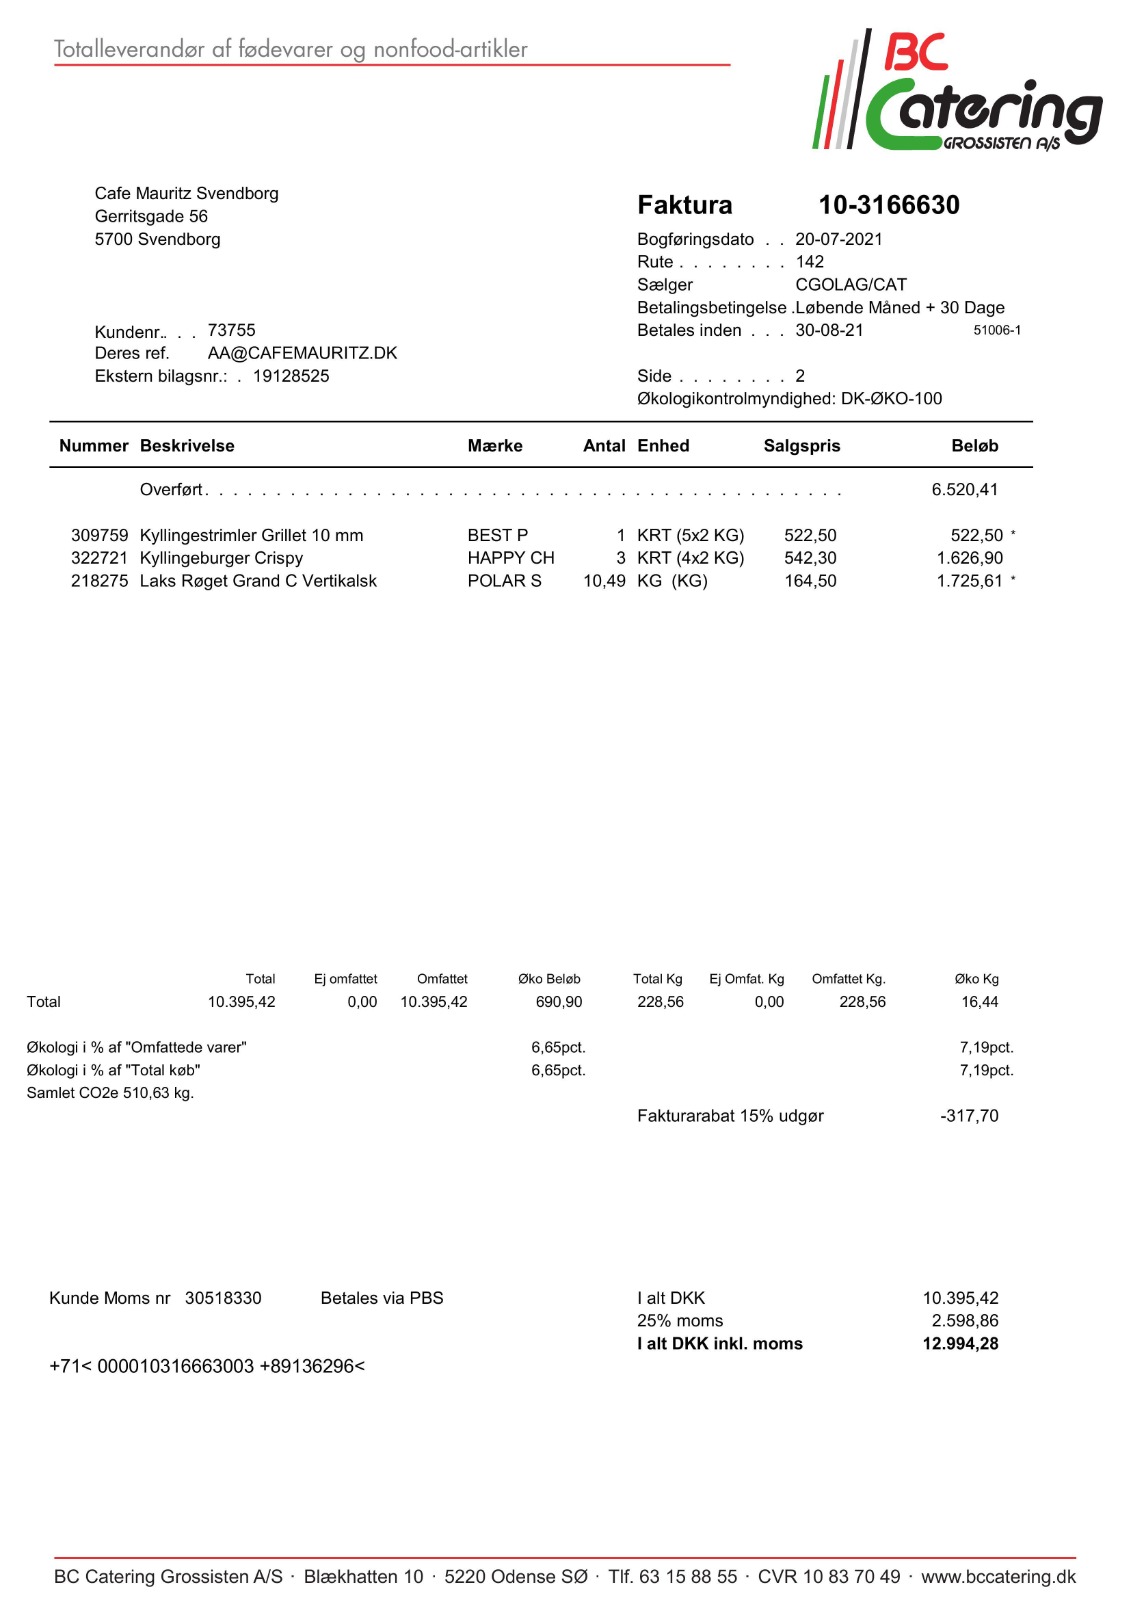 Totalleverandør af fødevarer og nonfood-artikler
BC
Catering
GROSSISTEN A/S
Cafe Mauritz Svendborg
Gerritsgade 56
5700 Svendborg
Kundenr.. . . 73755
Deres ref. AA@CAFEMAURITZ.DK
Ekstern bilagsnr.: . 19128525
Faktura 10-3166630
Bogføringsdato . . 20-07-2021
Rute . . . . . . . . 142
Sælger CGOLAG/CAT
Betalingsbetingelse .Løbende Måned + 30 Dage
Betales inden . . . 30-08-21 51006-1
Side . . . . . . . . 2
Økologikontrolmyndighed: DK-ØKO-100
Nummer Beskrivelse Mærke Antal Enhed Salgspris Beløb
Overført. . . . . . . . . . . . . . . . . . . . . . . . . . . . . . . . . . . . . . . . . . . . . 6.520,41
309759 Kyllingestrimler Grillet 10 mm BEST P 1 KRT (5x2 KG) 522,50 522,50 *
322721 Kyllingeburger Crispy HAPPY CH 3 KRT (4x2 KG) 542,30 1.626,90
218275 Laks Røget Grand C Vertikalsk POLAR S 10,49 KG (KG) 164,50 1.725,61 *
Total Ej omfattet Omfattet Øko Beløb Total Kg Ej Omfat. Kg Omfattet Kg. Øko Kg
Total 10.395,42 0,00 10.395,42 690,90 228,56 0,00 228,56 16,44
Økologi i % af "Omfattede varer" 6,65pct. 7,19pct.
Økologi i % af "Total køb" 6,65pct. 7,19pct.
Samlet CO2e 510,63 kg.
Fakturarabat 15% udgør -317,70
Kunde Moms nr 30518330 Betales via PBS I alt DKK 10.395,42
25% moms 2.598,86
I alt DKK inkl. moms 12.994,28
+71< 000010316663003 +89136296<
BC Catering Grossisten A/S · Blækhatten 10 · 5220 Odense SØ · Tlf. 63 15 88 55 · CVR 10 83 70 49 · www.bccatering.dk